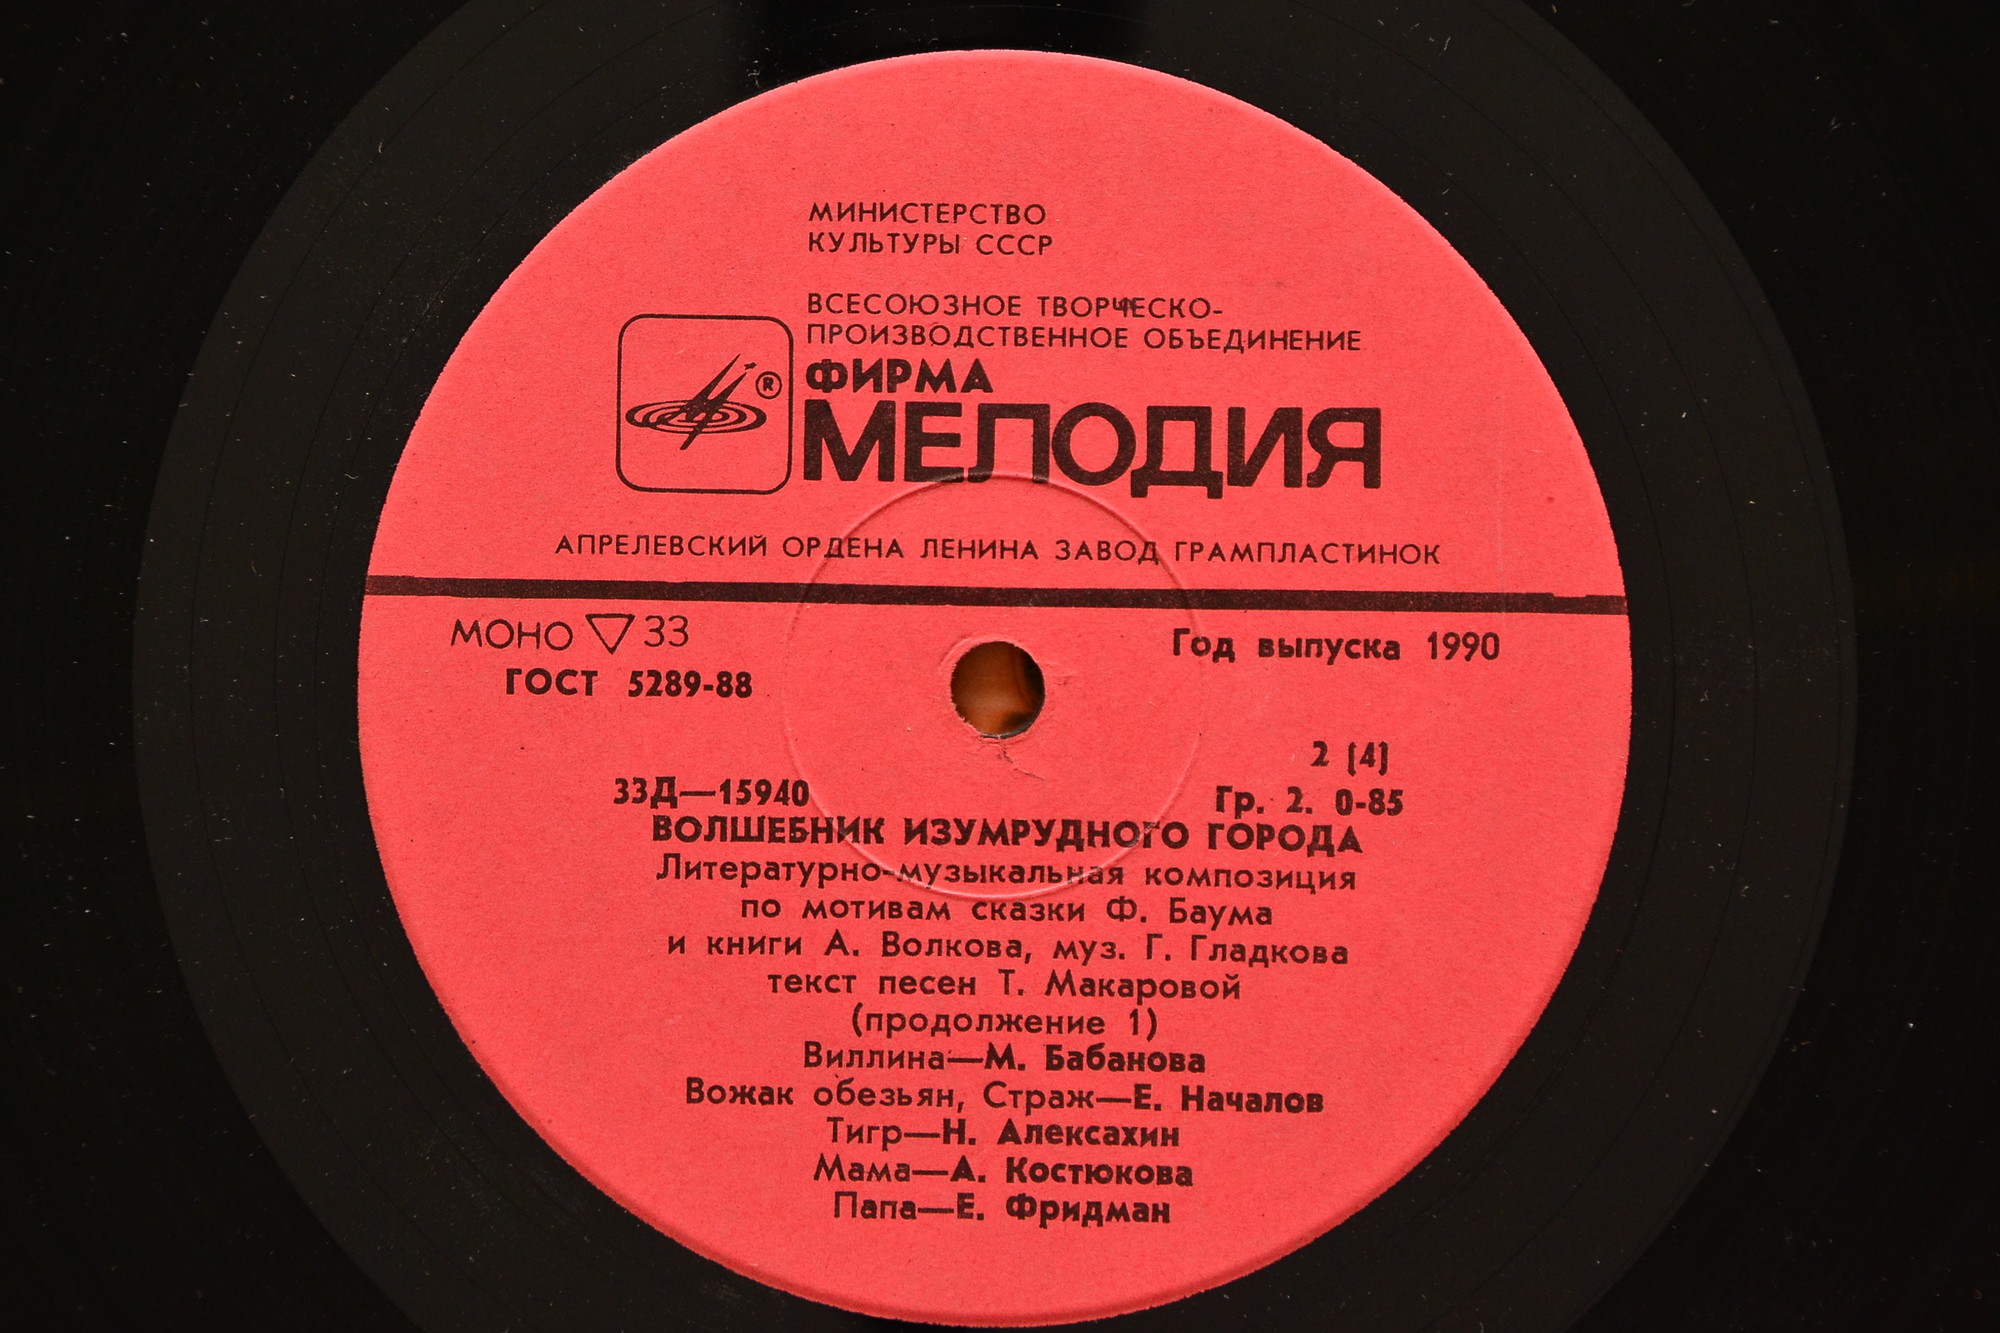 МИНИСТЕРСТВО
КУЛЬТУРЫ СССР
ВСЕСОЮЗНОЕ ТВОРЧЕСКО-
ПРОИЗВОДСТВЕННОЕ ОБЪЕДИНЕНИЕ
ФИРМА
®
МЕЛОДИЯ
АПРЕЛЕВСКИЙ ОРДЕНА ЛЕНИНА ЗАВОД ГРАМПЛАСТИНОК
МОНО ▽ 33
Год выпуска 1990
ГОСТ 5289-88
2 (4)
33Д—15940
Гр. 2. 0-85
ВОЛШЕБНИК ИЗУМРУДНОГО ГОРОДА
Литературно-музыкальная композиция
по мотивам сказки Ф. Баума
и книги А. Волкова, муз. Г. Гладкова
текст песен Т. Макаровой
(продолжение 1)
Виллина—М. Бабанова
Вожак обезьян, Страж—Е. Началов
Тигр—Н. Алексахин
Мама—А. Костюкова
Папа—Е. Фридман